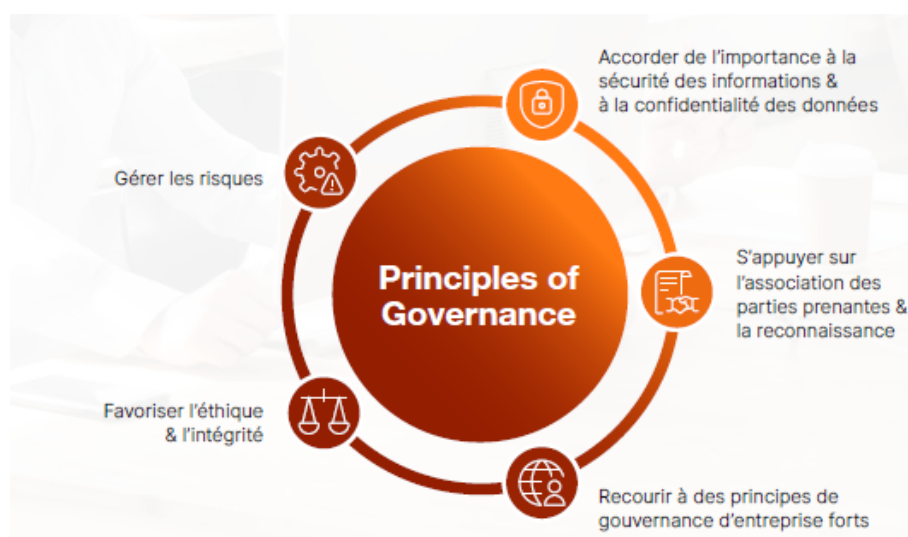 Accorder de l'importance à la
sécurité des informations &
à la confidentialité des données
Gérer les risques
S'appuyer sur
l'association des
parties prenantes &
la reconnaissance
Principles of
Governance
Favoriser l'éthique
& l'intégrité
Recourir à des principes de
gouvernance d'entreprise forts